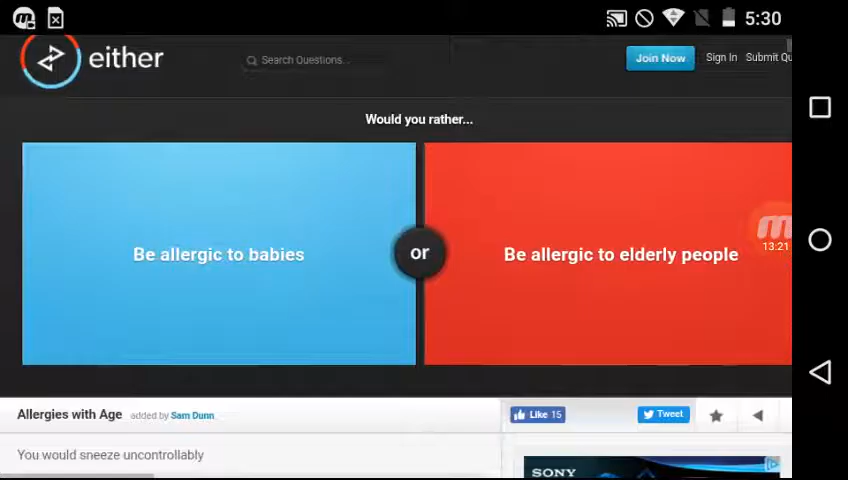 5:30
either
Search Questions...
Join Now
Sign In
Submit Qu
Would you rather...
Be allergic to babies
or
Be allergic to elderly people
13:21
Allergies with Age added by Sam Dunn
Like 15
Tweet
You would sneeze uncontrollably
SONY